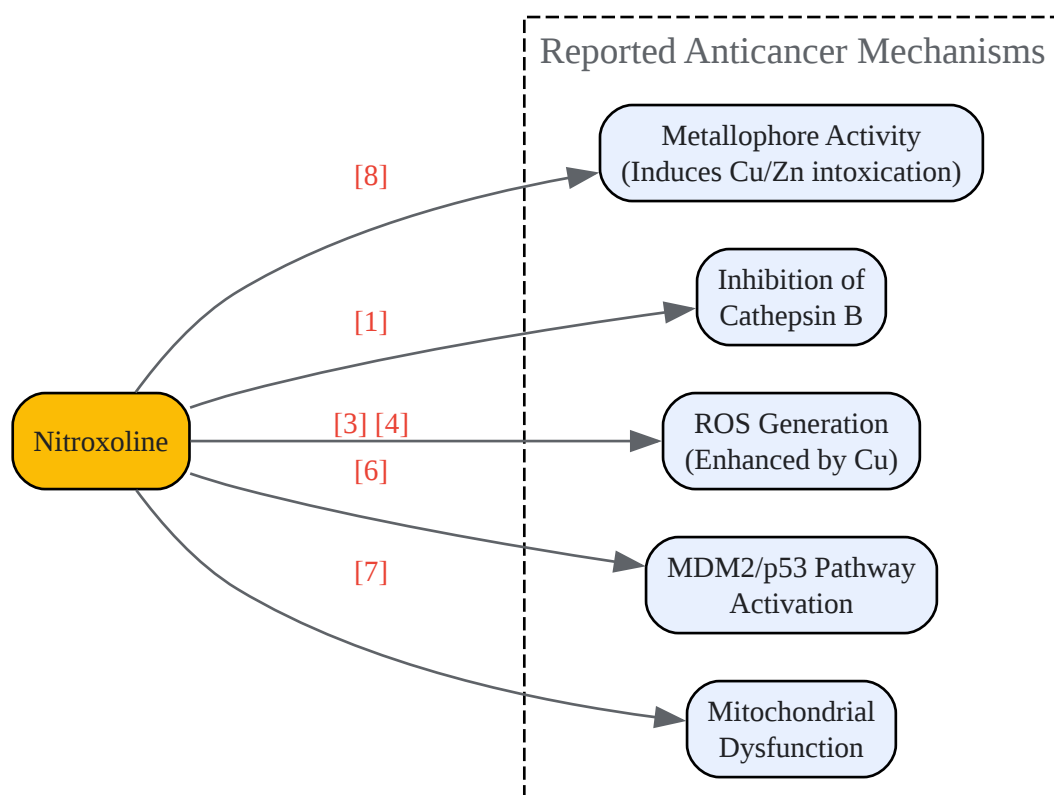 Reported Anticancer Mechanisms
Metallophore Activity
(Induces Cu/Zn intoxication)
[8]
Inhibition of
Cathepsin B
[1]
Nitroxoline
[3] [4]
ROS Generation
(Enhanced by Cu)
[6]
MDM2/p53 Pathway
Activation
[7]
Mitochondrial
Dysfunction